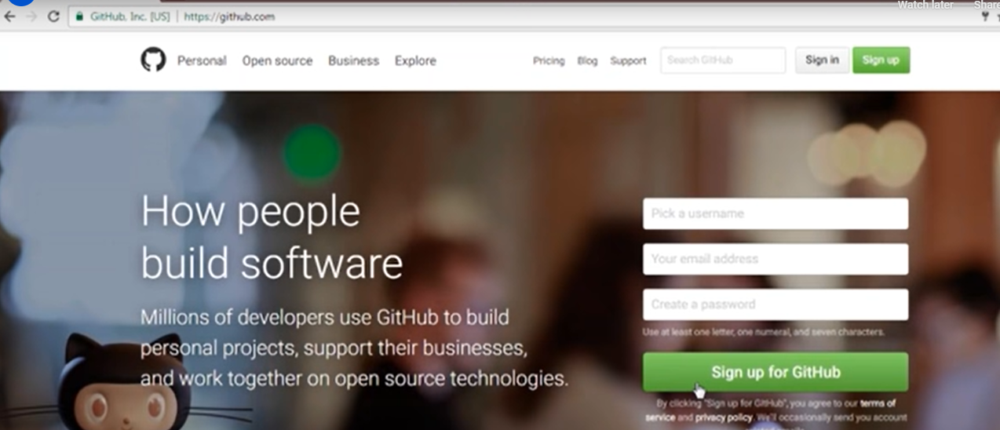 Watch later Share
GitHub, Inc. [US] | https://github.com
Personal Open source Business Explore Pricing Blog Support Search GitHub Sign in Sign up
How people
build software
Millions of developers use GitHub to build
personal projects, support their businesses,
and work together on open source technologies.
Pick a username
Your email address
Create a password
Use at least one letter, one numeral, and seven characters.
Sign up for GitHub
By clicking "Sign up for GitHub", you agree to our terms of
service and privacy policy. We'll occasionally send you account